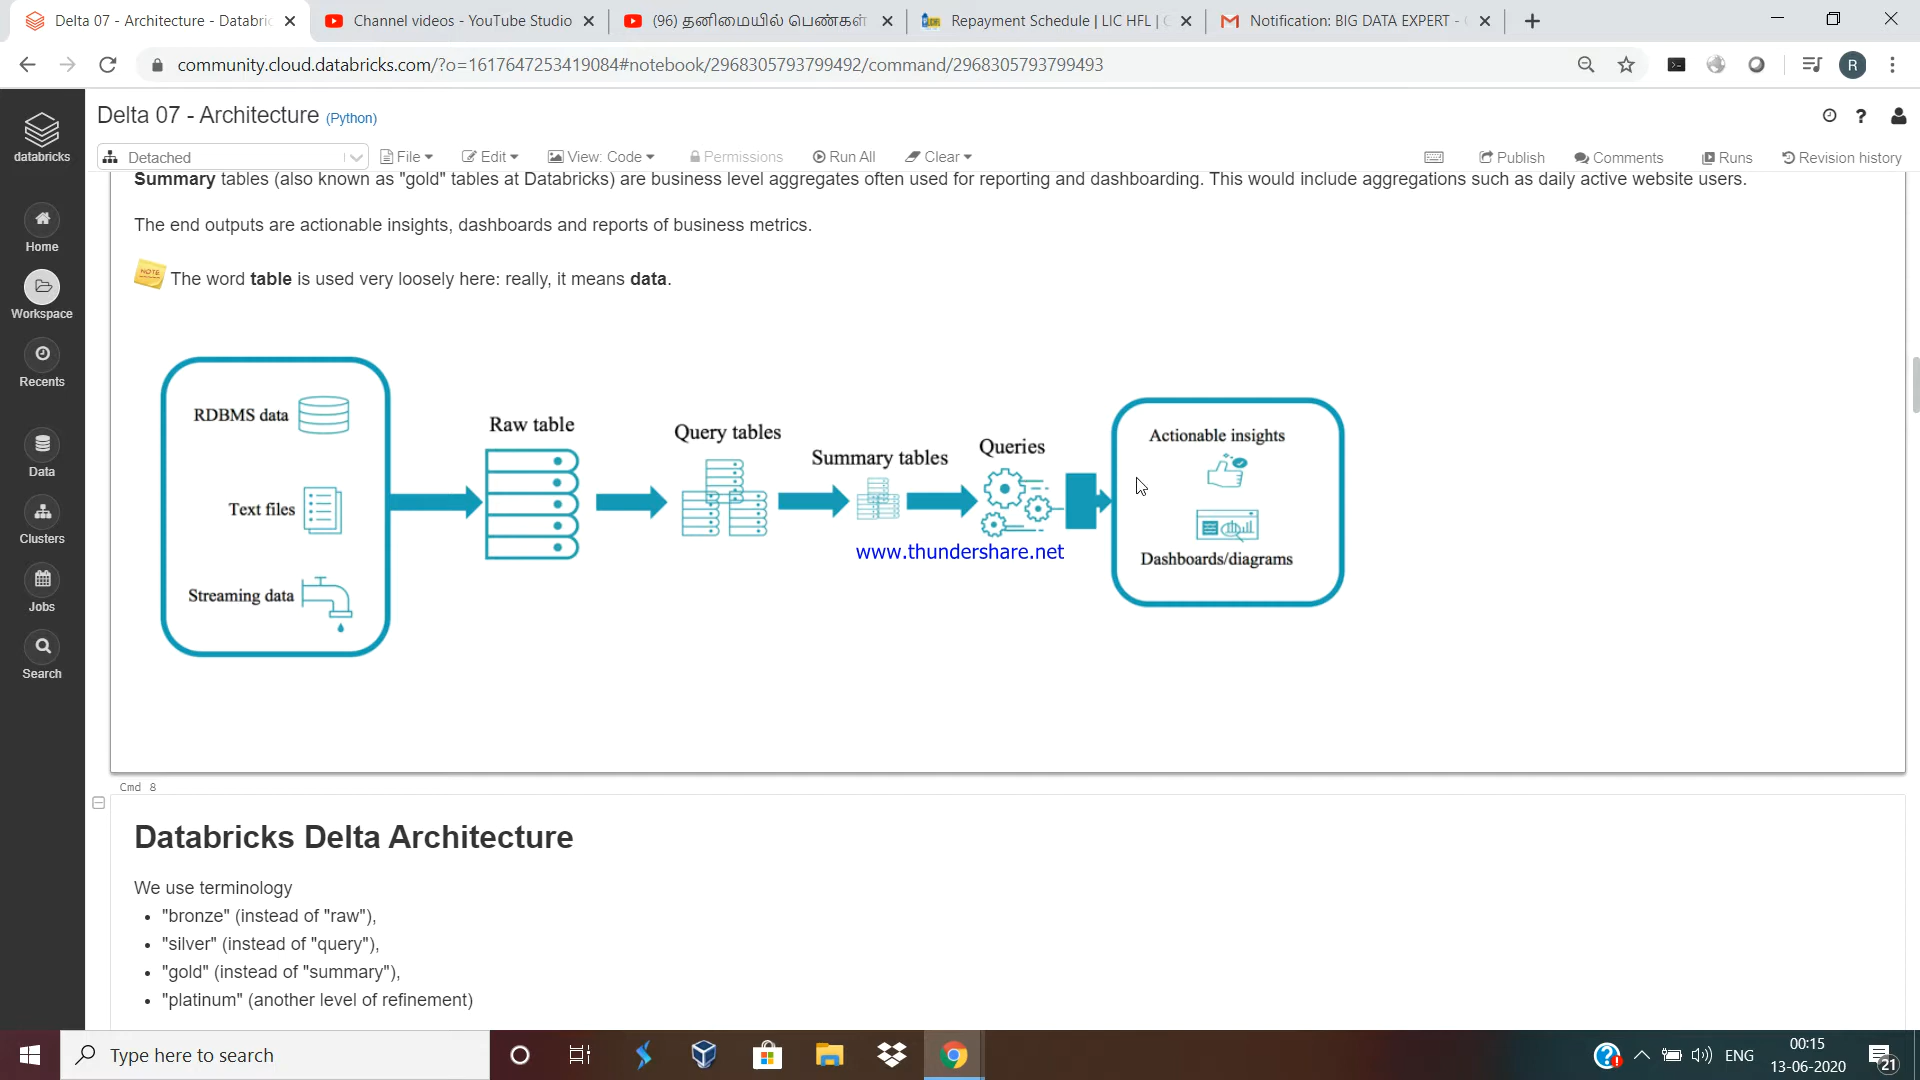 Delta 07 - Architecture - Databric
Channel videos - YouTube Studio
(96) தனிமையில் பெண்கள்
Repayment Schedule | LIC HFL |
Notification: BIG DATA EXPERT -
community.cloud.databricks.com/?o=1617647253419084#notebook/2968305793799492/command/2968305793799493
R
databricks
Delta 07 - Architecture (Python)
Detached
File
Edit
View: Code
Permissions
Run All
Clear
Publish
Comments
Runs
Revision history
Home
Workspace
Recents
Data
Clusters
Jobs
Search
Summary tables (also known as "gold" tables at Databricks) are business level aggregates often used for reporting and dashboarding. This would include aggregations such as daily active website users.
The end outputs are actionable insights, dashboards and reports of business metrics.
NOTE The word table is used very loosely here: really, it means data.
RDBMS data
Text files
Streaming data
Raw table
Query tables
Summary tables
Queries
Actionable insights
Dashboards/diagrams
www.thundershare.net
Cmd 8
Databricks Delta Architecture
We use terminology
• "bronze" (instead of "raw"),
• "silver" (instead of "query"),
• "gold" (instead of "summary"),
• "platinum" (another level of refinement)
Type here to search
ENG
00:15
13-06-2020
21